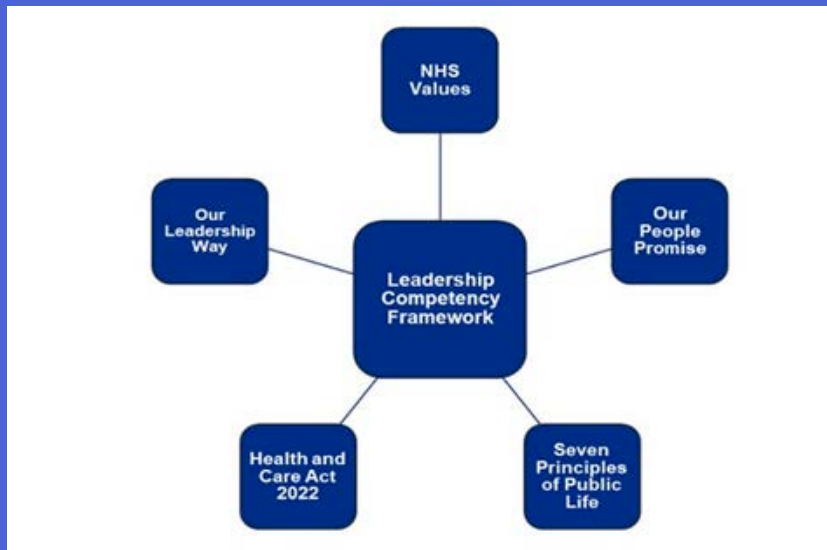 NHS
Values
Our
Leadership
Way
Our
People
Promise
Leadership
Competency
Framework
Health and
Care Act
2022
Seven
Principles
of Public
Life